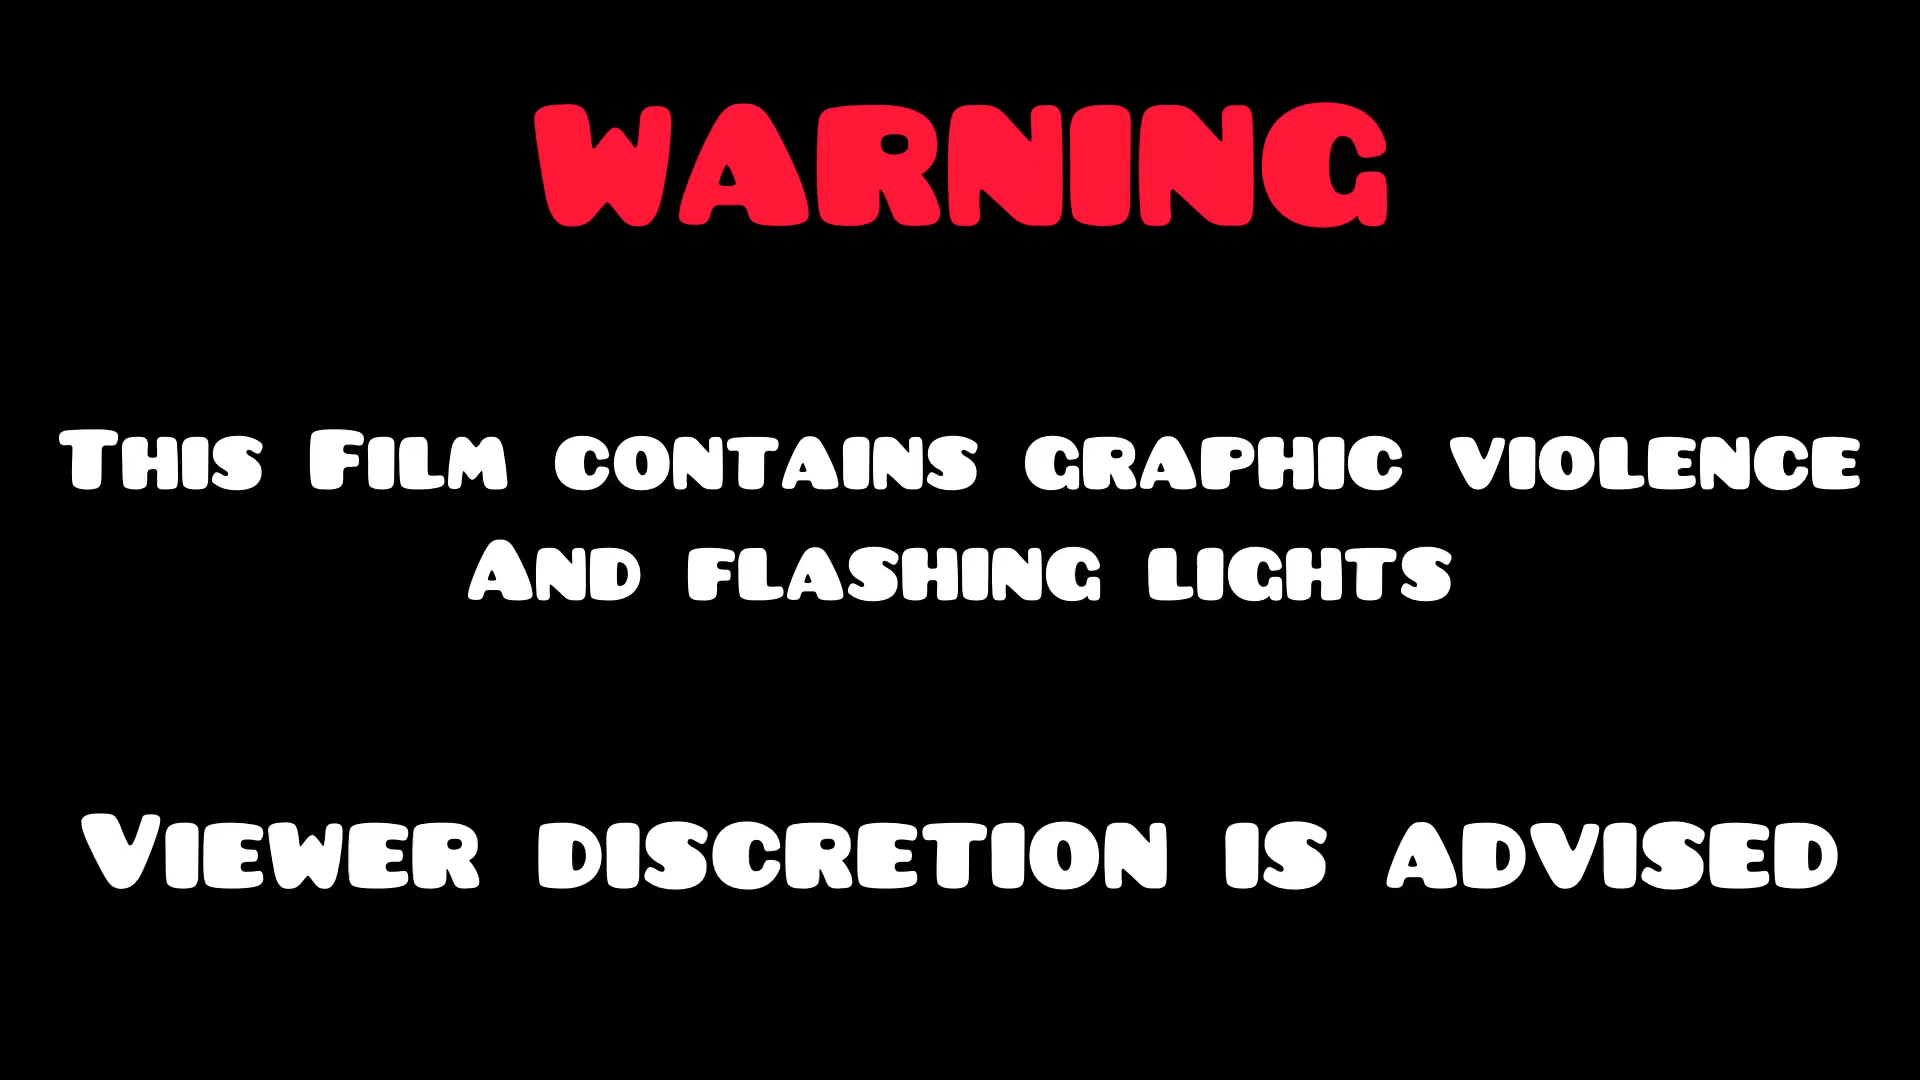 WARNING
This Film contains graphic violence
And flashing lights
Viewer discretion is advised